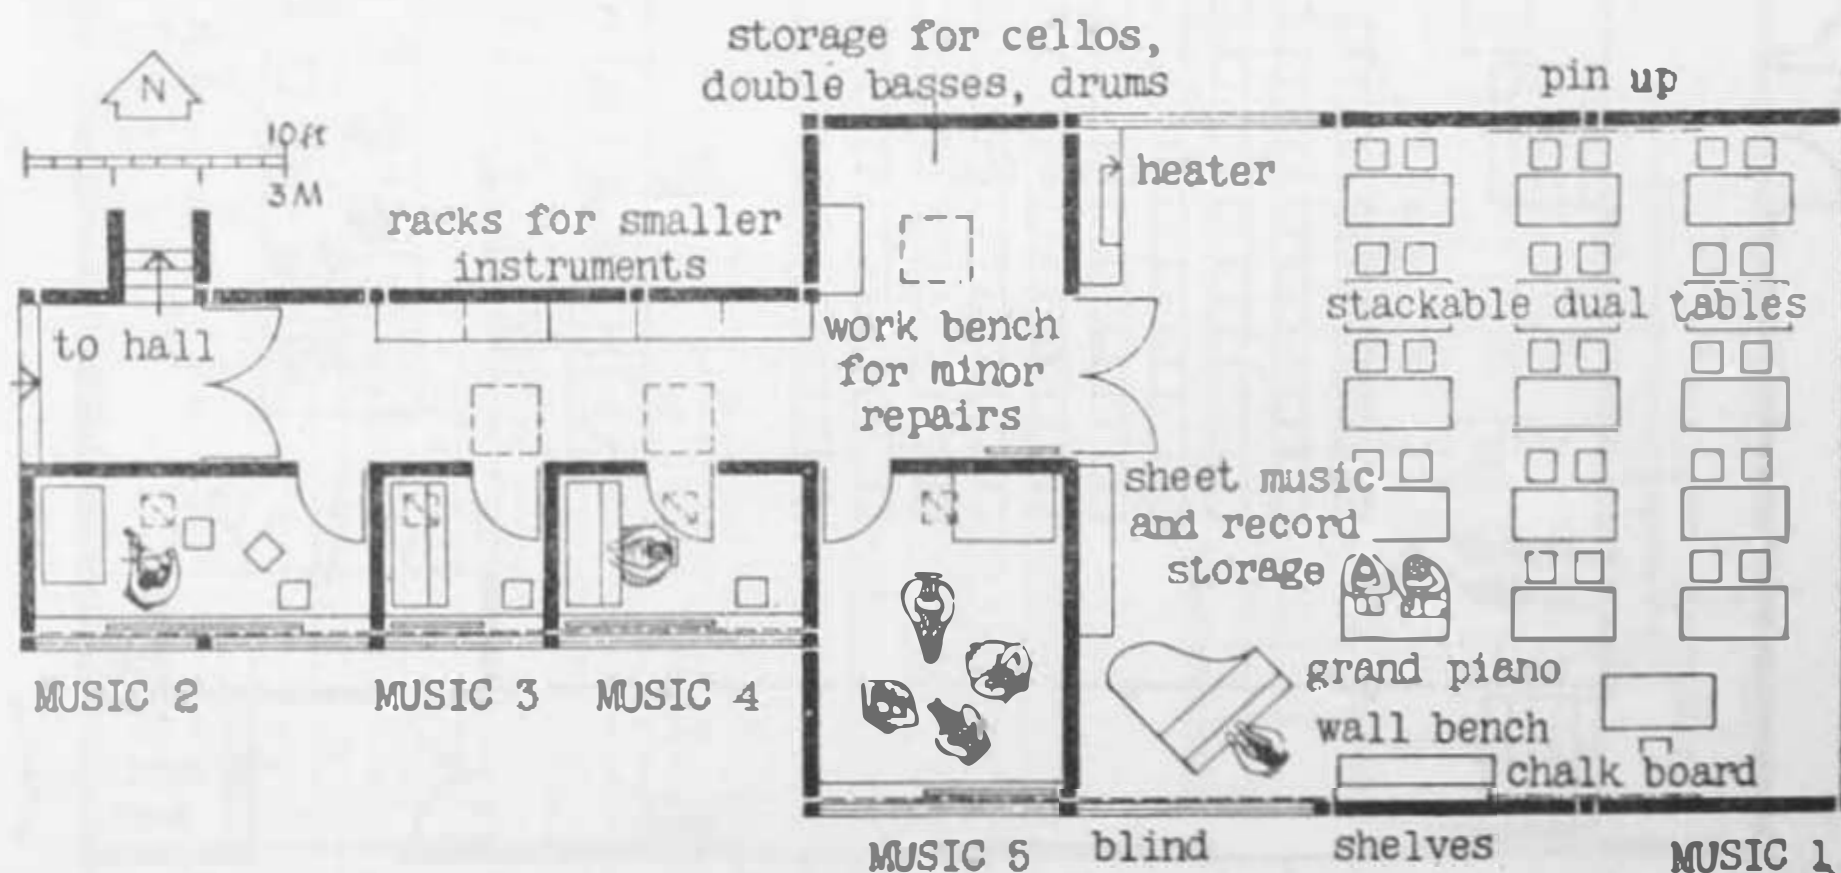 storage for cellos,
double basses, drums
pin up
N
10ft
3M
heater
racks for smaller
instruments
to hall
stackable dual tables
work bench
for minor
repairs
sheet music
and record
storage
grand piano
MUSIC 2
MUSIC 3
MUSIC 4
wall bench
chalk board
MUSIC 5
blind
shelves
MUSIC 1